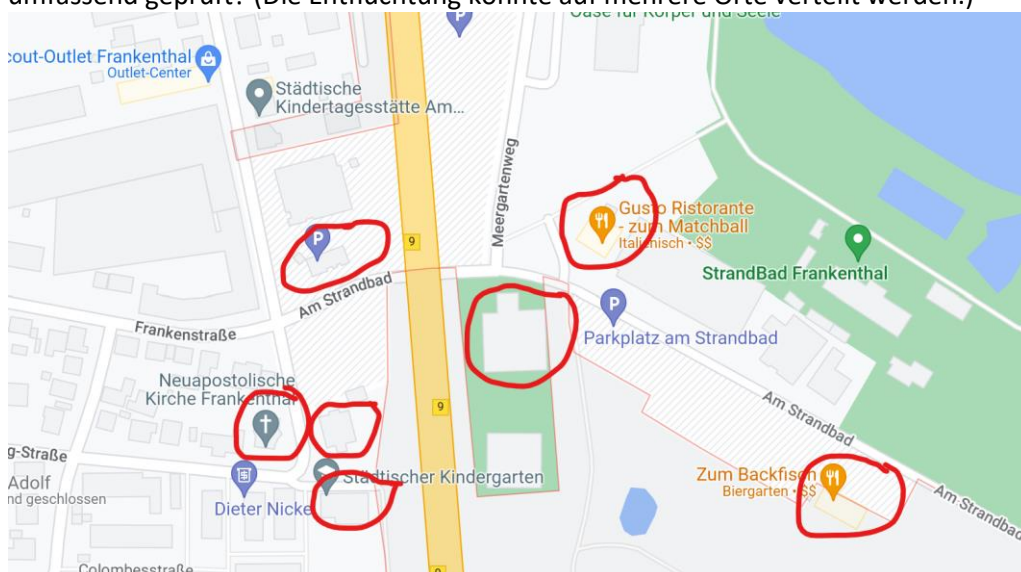 umfassend geprüft? (Die Entfluchtung könnte auf mehrere Orte verteilt werden.)
Oase für Körper und Seele
P
cout-Outlet Frankenthal
Outlet-Center
Städtische
Kindertagesstätte Am...
Meergartenweg
Gusto Ristorante
- zum Matchball
Italienisch • $$
P
9
StrandBad Frankenthal
Am Strandbad
P
Parkplatz am Strandbad
Frankenstraße
Neuapostolische
Kirche Frankenthal
9
Am Strandbad
g-Straße
Städtischer Kindergarten
Zum Backfisch
Biergarten • $$
Adolf
nd geschlossen
Dieter Nicke
Am Strandbad
Colombesstraße
9